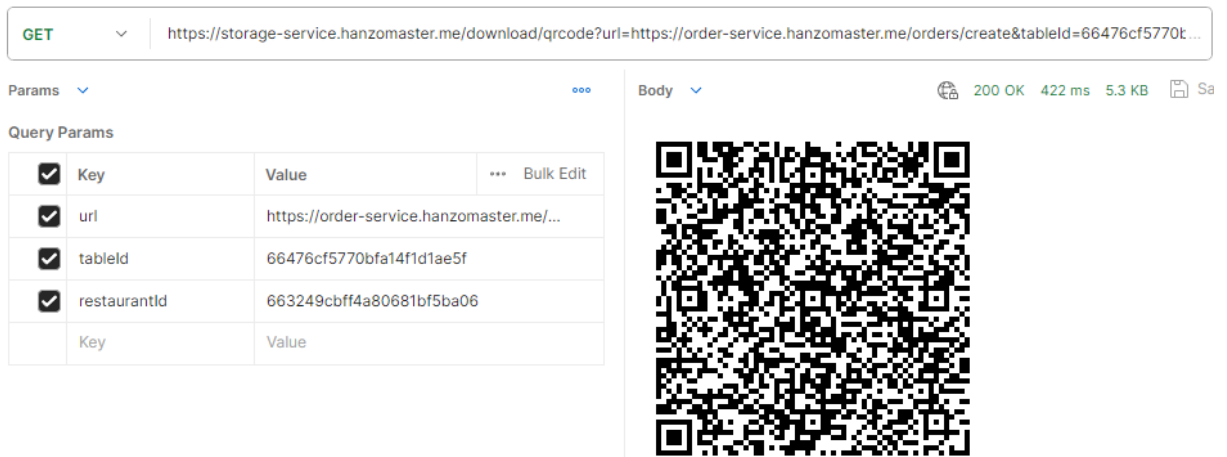 GET https://storage-service.hanzomaster.me/download/qrcode?url=https://order-service.hanzomaster.me/orders/create&tableId=66476cf5770b...
Params
Query Params
Key Value Bulk Edit
url https://order-service.hanzomaster.me/...
tableId 66476cf5770bfa14f1d1ae5f
restaurantId 663249cbff4a80681bf5ba06
Key Value
Body 200 OK 422 ms 5.3 KB Sa